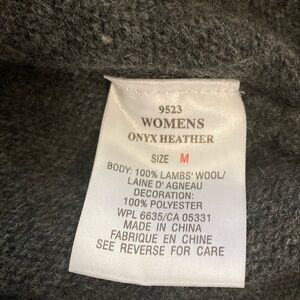 9523
WOMENS
ONYX HEATHER
SIZE M
BODY: 100% LAMBS' WOOL/
LAINE D' AGNEAU
DECORATION:
100% POLYESTER
WPL 6635/CA 05331
MADE IN CHINA
FABRIQUE EN CHINE
SEE REVERSE FOR CARE